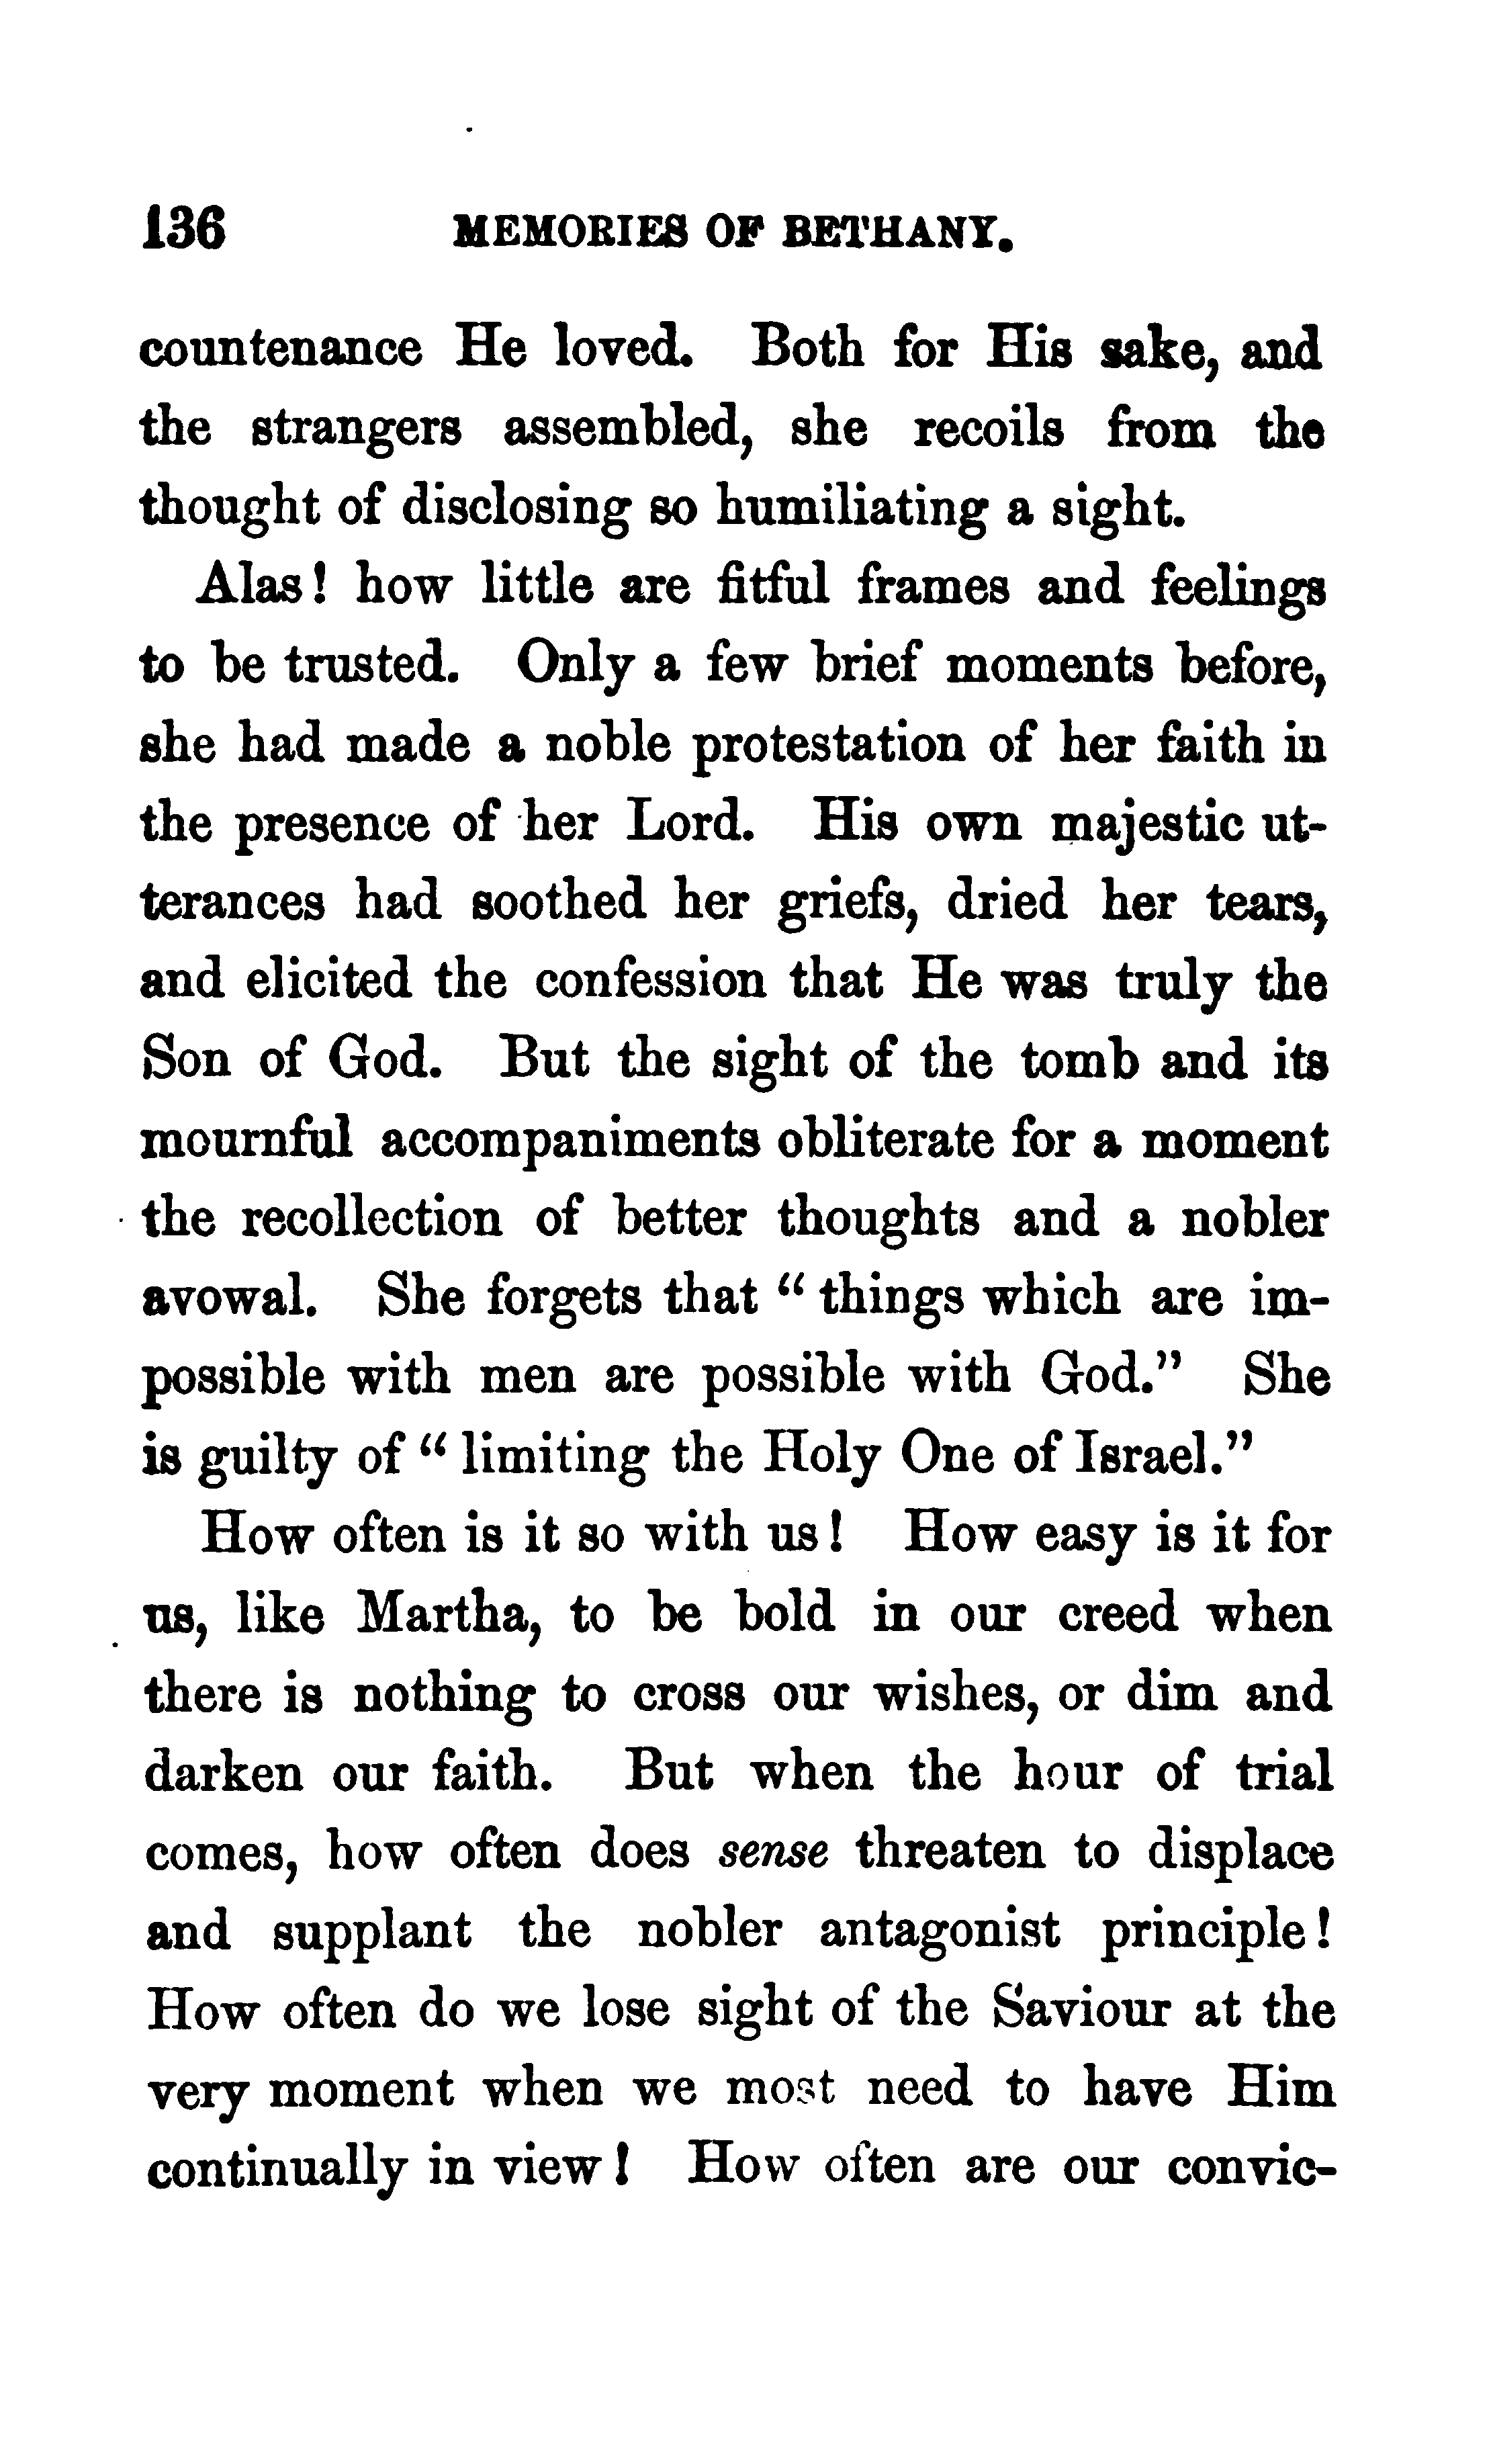 136 MEMORIES OF BETHANY.
countenance He loved. Both for His sake, and
the strangers assembled, she recoils from the
thought of disclosing so humiliating a sight.
Alas! how little are fitful frames and feelings
to be trusted. Only a few brief moments before,
she had made a noble protestation of her faith in
the presence of her Lord. His own majestic ut-
terances had soothed her griefs, dried her tears,
and elicited the confession that He was truly the
Son of God. But the sight of the tomb and its
mournful accompaniments obliterate for a moment
the recollection of better thoughts and a nobler
avowal. She forgets that "things which are im-
possible with men are possible with God." She
is guilty of "limiting the Holy One of Israel."
How often is it so with us! How easy is it for
us, like Martha, to be bold in our creed when
there is nothing to cross our wishes, or dim and
darken our faith. But when the hour of trial
comes, how often does sense threaten to displace
and supplant the nobler antagonist principle!
How often do we lose sight of the Saviour at the
very moment when we most need to have Him
continually in view! How often are our convic-